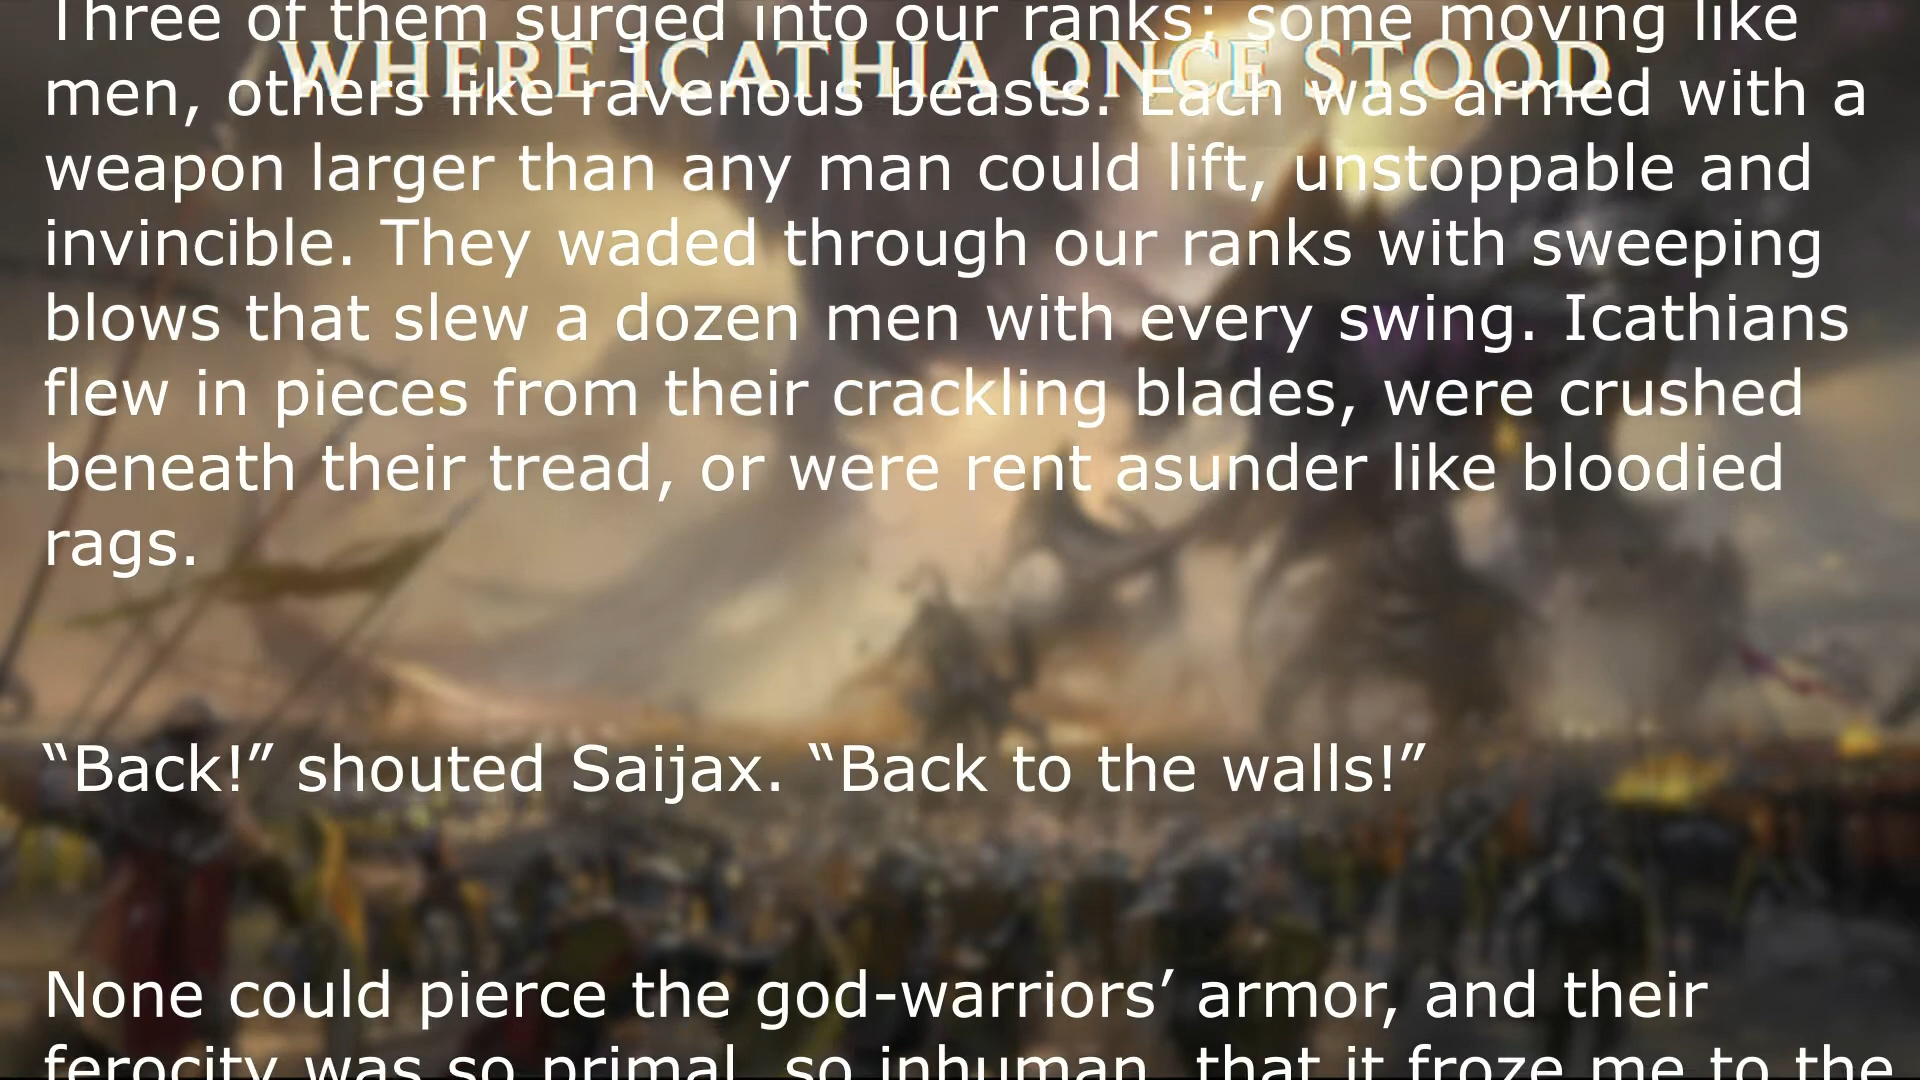 Three of them surged into our ranks; some moving like
WHERE ICATHIA ONCE STOOD
men, others like ravenous beasts. Each was armed with a
weapon larger than any man could lift, unstoppable and
invincible. They waded through our ranks with sweeping
blows that slew a dozen men with every swing. Icathians
flew in pieces from their crackling blades, were crushed
beneath their tread, or were rent asunder like bloodied
rags.
“Back!” shouted Saijax. “Back to the walls!”
None could pierce the god-warriors’ armor, and their
ferocity was so primal, so inhuman, that it froze me to the